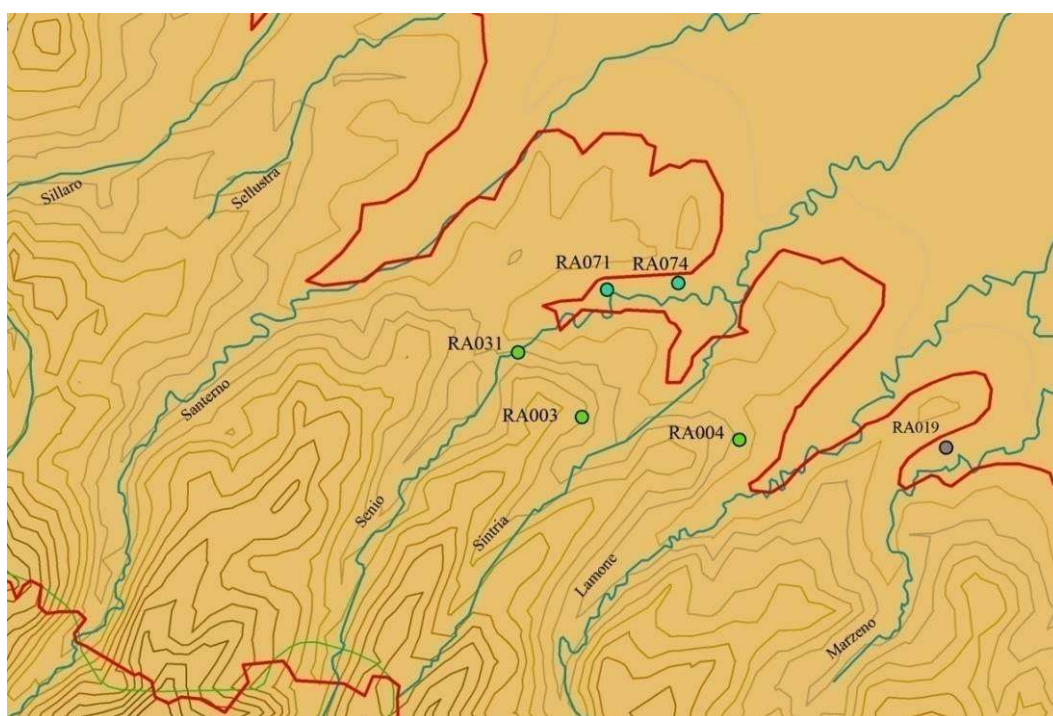 Sillaro
Sellustra
RA071
RA074
RA031
Santerno
RA003
RA004
RA019
Senio
Sintria
Lamone
Marzeno